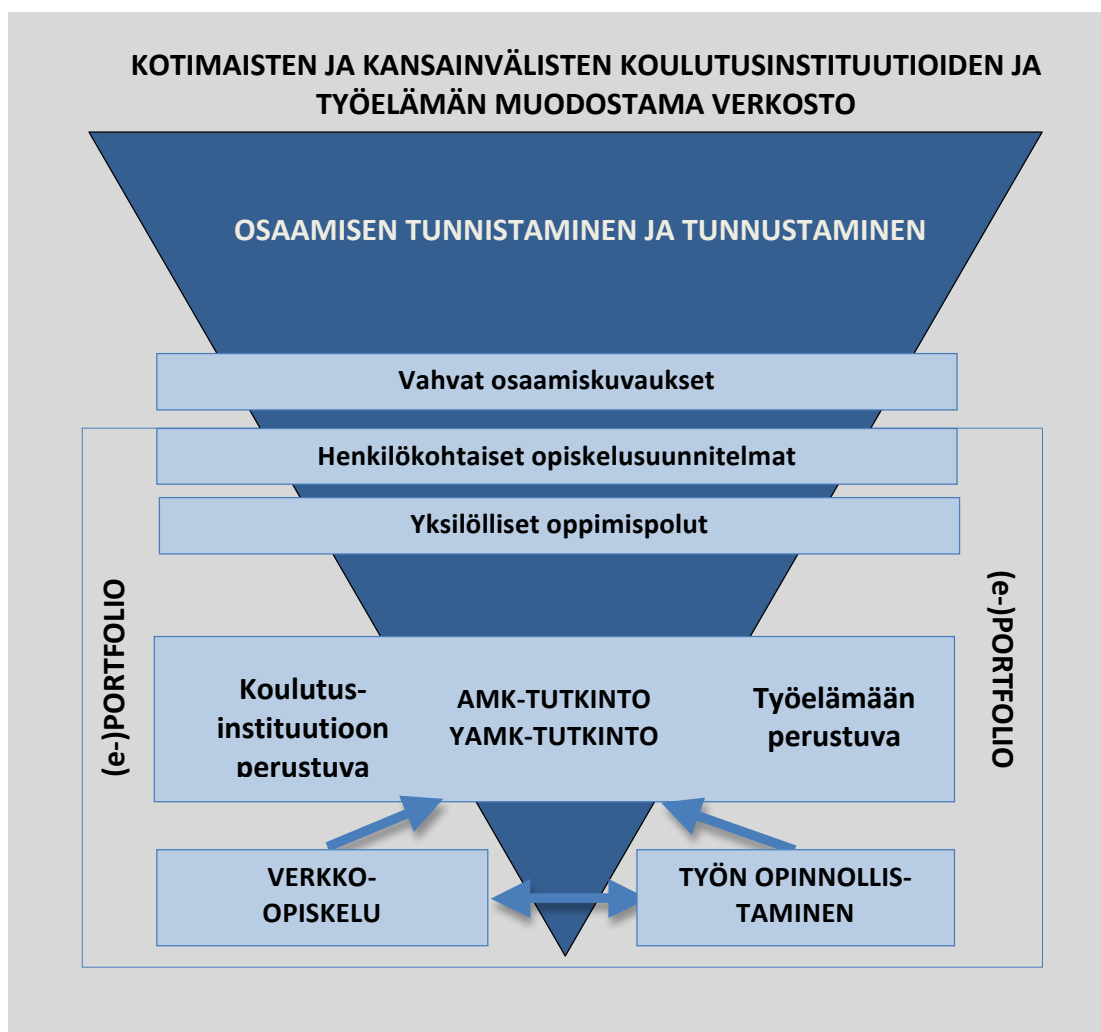 KOTIMAISTEN JA KANSAINVÄLISTEN KOULUTUSINSTITUUTIOIDEN JA
TYÖELÄMÄN MUODOSTAMA VERKOSTO
OSAAMISEN TUNNISTAMINEN JA TUNNUSTAMINEN
Vahvat osaamiskuvaukset
Henkilökohtaiset opiskelusuunnitelmat
Yksilölliset oppimispolut
(e-)PORTFOLIO
Koulutus-
instituutioon
perustuva
AMK-TUTKINTO
YAMK-TUTKINTO
Työelämään
perustuva
(e-)PORTFOLIO
VERKKO-
OPISKELU
TYÖN OPINNOLLIS-
TAMINEN